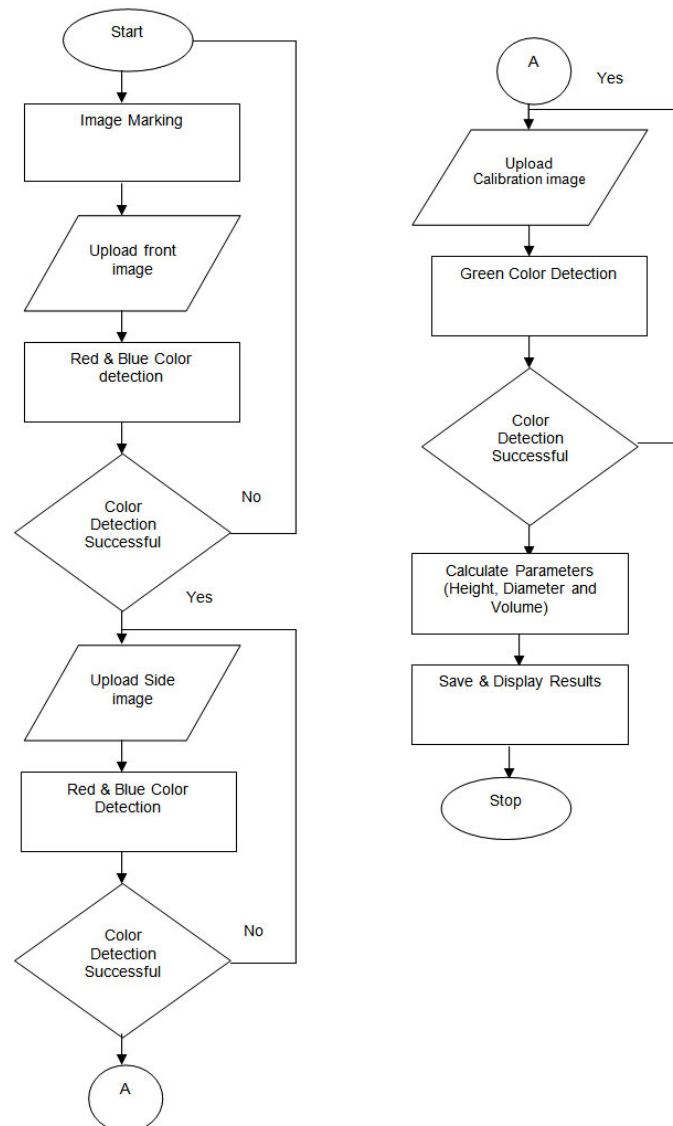 Start
Image Marking
Upload front
image
Red & Blue Color
detection
Color
Detection
Successful
No
Yes
Upload Side
image
Red & Blue Color
Detection
Color
Detection
Successful
No
A
A
Yes
Upload
Calibration image
Green Color Detection
Color
Detection
Successful
Calculate Parameters
(Height, Diameter and
Volume)
Save & Display Results
Stop